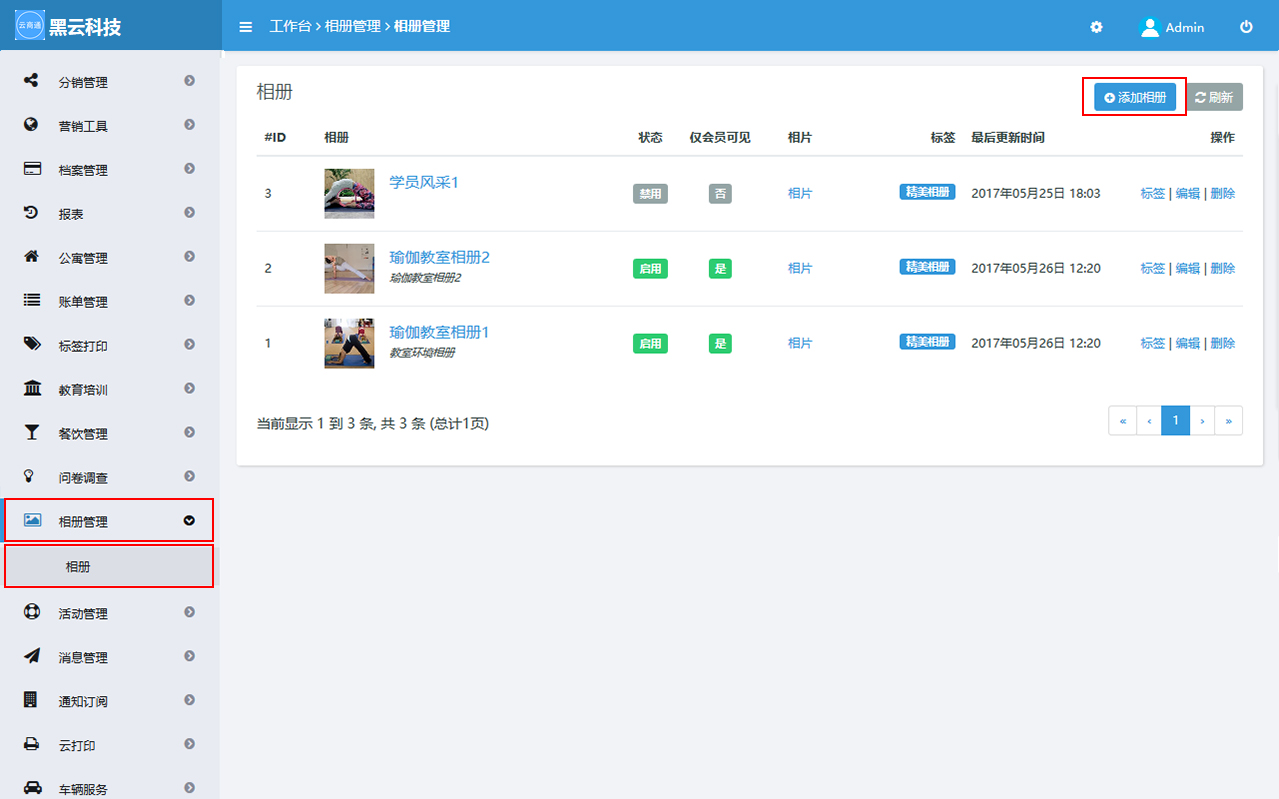 云商通 黑云科技
工作台 › 相册管理 › 相册管理
Admin
分销管理
营销工具
档案管理
报表
公寓管理
账单管理
标签打印
教育培训
餐饮管理
问卷调查
相册管理
相册
活动管理
消息管理
通知订阅
云打印
车辆服务
相册
添加相册 刷新
#ID 相册 状态 仅会员可见 相片 标签 最后更新时间 操作
3 学员风采1 禁用 否 相片 精美相册 2017年05月25日 18:03 标签 | 编辑 | 删除
2 瑜伽教室相册2 启用 是 相片 精美相册 2017年05月26日 12:20 标签 | 编辑 | 删除
瑜伽教室相册2
1 瑜伽教室相册1 启用 是 相片 精美相册 2017年05月26日 12:20 标签 | 编辑 | 删除
教室环境相册
当前显示 1 到 3 条, 共 3 条 (总计1页)
« ‹ 1 › »